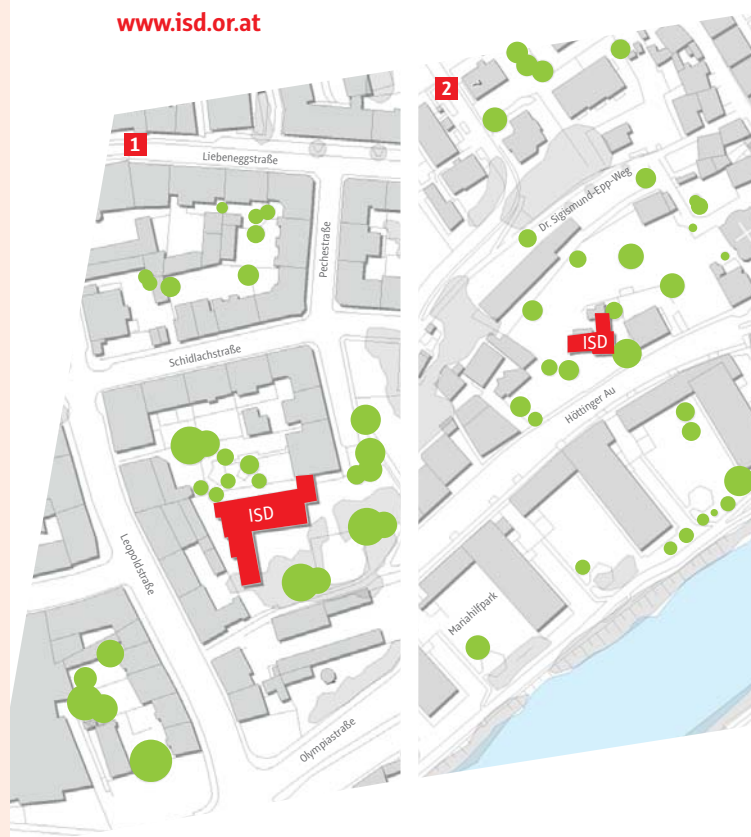 www.isd.or.at
1
Liebeneggstraße
Pechestraße
Schidlachstraße
ISD
Leopoldstraße
Olympiastraße
2
Dr. Sigismund-Epp-Weg
ISD
Höttinger Au
Mariahilfpark